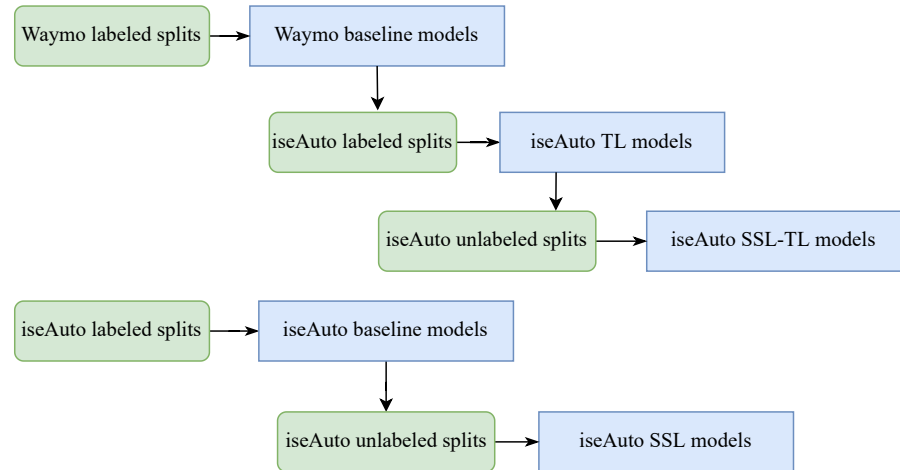 Waymo labeled splits
Waymo baseline models
iseAuto labeled splits
iseAuto TL models
iseAuto unlabeled splits
iseAuto SSL-TL models
iseAuto labeled splits
iseAuto baseline models
iseAuto unlabeled splits
iseAuto SSL models